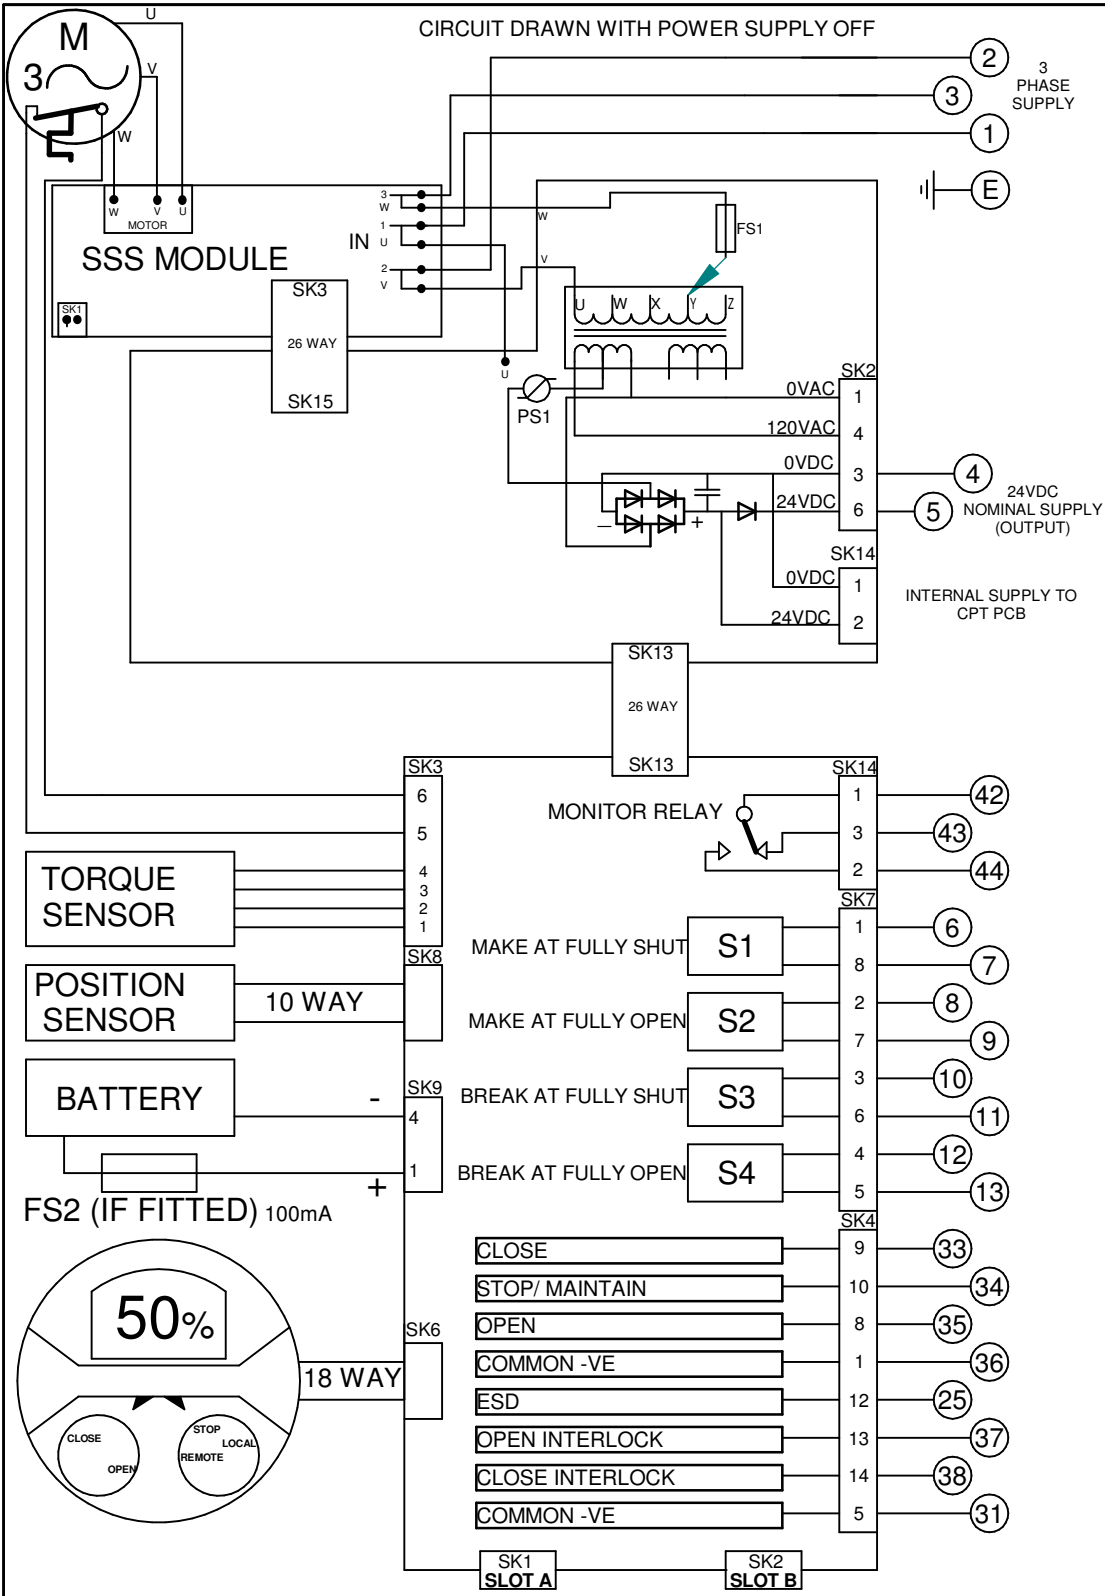 CIRCUIT DRAWN WITH POWER SUPPLY OFF
U
M
3
V
W
2
3
1
E
3
PHASE
SUPPLY
W
V
U
MOTOR
SSS MODULE
IN
3
W
1
U
2
V
W
V
FS1
SK1
SK3
26 WAY
SK15
U
W
X
Y
Z
U
PS1
SK2
0VAC
1
120VAC
4
0VDC
3
4
24VDC
6
5
24VDC
NOMINAL SUPPLY
(OUTPUT)
–
+
SK14
0VDC
1
24VDC
2
INTERNAL SUPPLY TO
CPT PCB
SK13
26 WAY
SK13
SK3
6
5
4
3
2
1
TORQUE
SENSOR
MONITOR RELAY
SK14
1
42
3
43
2
44
SK8
POSITION
SENSOR
10 WAY
SK7
MAKE AT FULLY SHUT
S1
1
6
8
7
MAKE AT FULLY OPEN
S2
2
8
7
9
BREAK AT FULLY SHUT
S3
3
10
6
11
BREAK AT FULLY OPEN
S4
4
12
5
13
BATTERY
SK9
-
4
1
+
FS2 (IF FITTED) 100mA
SK4
CLOSE
9
33
STOP/ MAINTAIN
10
34
OPEN
8
35
COMMON -VE
1
36
ESD
12
25
OPEN INTERLOCK
13
37
CLOSE INTERLOCK
14
38
COMMON -VE
5
31
50%
SK6
18 WAY
CLOSE
OPEN
STOP
LOCAL
REMOTE
SK1
SLOT A
SK2
SLOT B